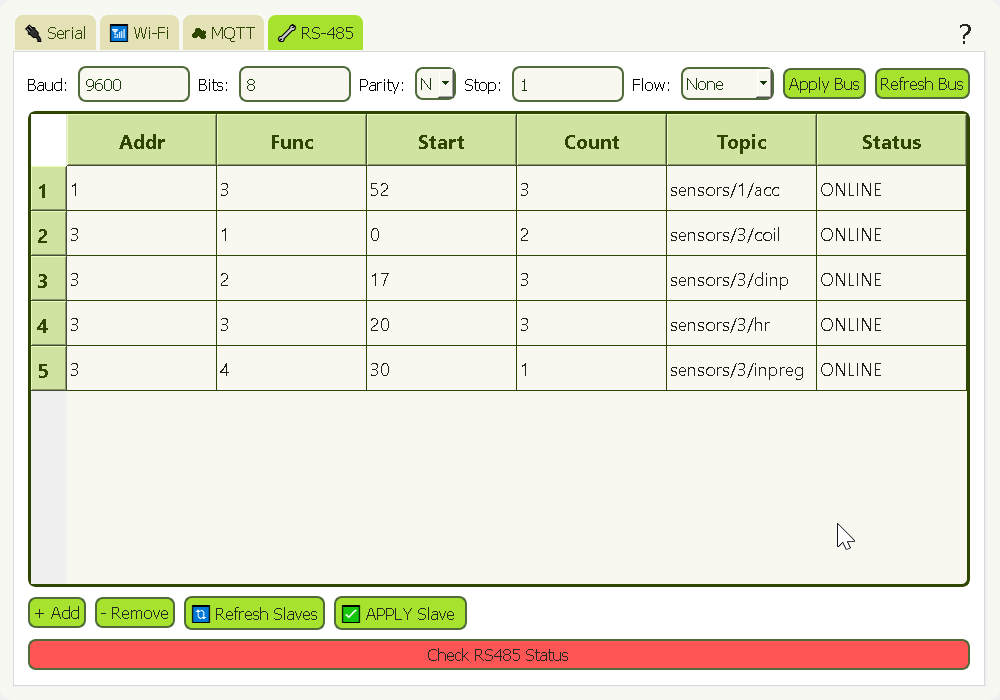 Serial Wi-Fi MQTT RS-485 ?
Baud: 9600 Bits: 8 Parity: N Stop: 1 Flow: None Apply Bus Refresh Bus
Addr Func Start Count Topic Status
1 1 3 52 3 sensors/1/acc ONLINE
2 3 1 0 2 sensors/3/coil ONLINE
3 3 2 17 3 sensors/3/dinp ONLINE
4 3 3 20 3 sensors/3/hr ONLINE
5 3 4 30 1 sensors/3/inpreg ONLINE
+ Add - Remove Refresh Slaves APPLY Slave
Check RS485 Status